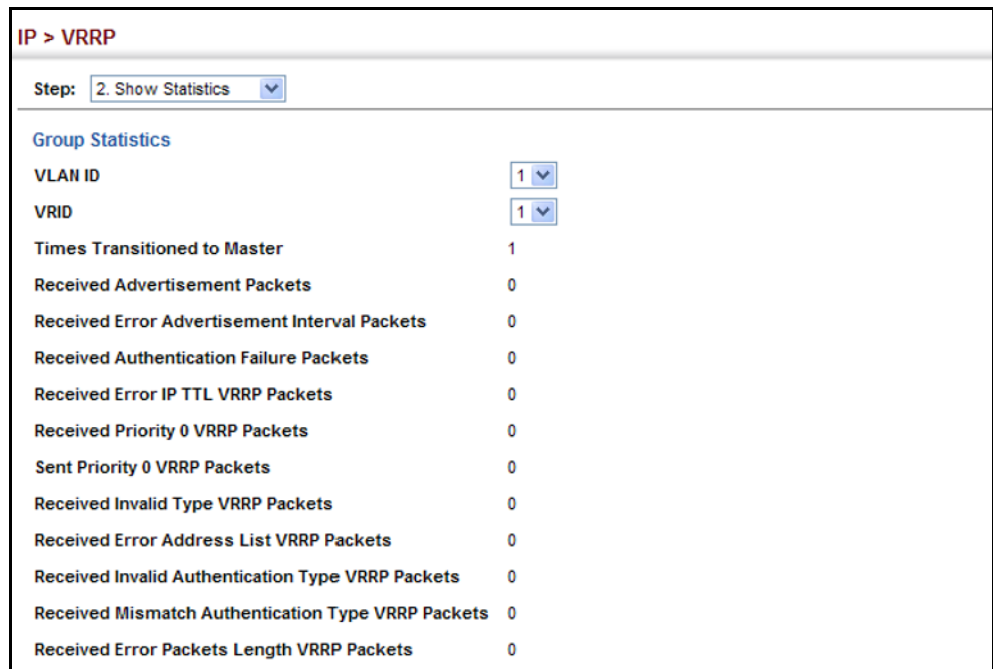 IP > VRRP
Step: 2. Show Statistics
Group Statistics
VLAN ID 1
VRID 1
Times Transitioned to Master 1
Received Advertisement Packets 0
Received Error Advertisement Interval Packets 0
Received Authentication Failure Packets 0
Received Error IP TTL VRRP Packets 0
Received Priority 0 VRRP Packets 0
Sent Priority 0 VRRP Packets 0
Received Invalid Type VRRP Packets 0
Received Error Address List VRRP Packets 0
Received Invalid Authentication Type VRRP Packets 0
Received Mismatch Authentication Type VRRP Packets 0
Received Error Packets Length VRRP Packets 0